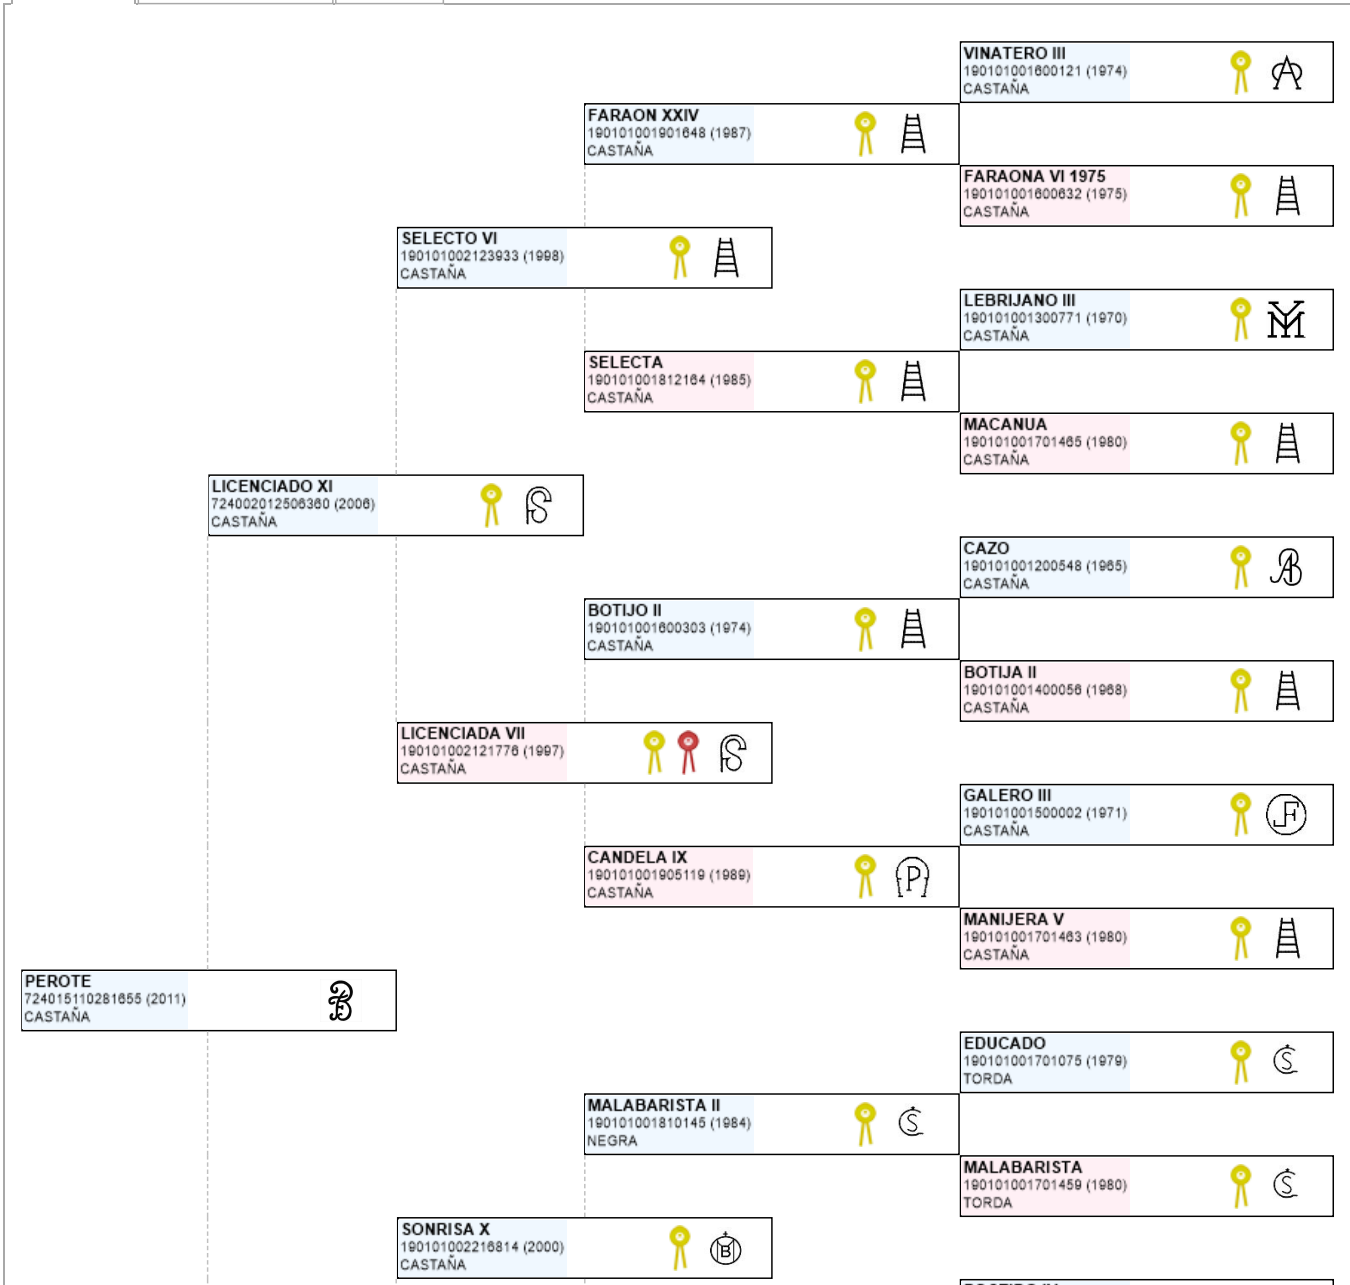 VINATERO III
190101001600121 (1974)
CASTAÑA
FARAON XXIV
190101001901648 (1987)
CASTAÑA
FARAONA VI 1975
190101001600632 (1975)
CASTAÑA
SELECTO VI
190101002123933 (1998)
CASTAÑA
LEBRIJANO III
190101001300771 (1970)
CASTAÑA
SELECTA
190101001812164 (1985)
CASTAÑA
MACANUA
190101001701465 (1980)
CASTAÑA
LICENCIADO XI
724002012506360 (2006)
CASTAÑA
CAZO
190101001200548 (1965)
CASTAÑA
BOTIJO II
190101001600303 (1974)
CASTAÑA
BOTIJA II
190101001400056 (1968)
CASTAÑA
LICENCIADA VII
190101002121776 (1997)
CASTAÑA
GALERO III
190101001500002 (1971)
CASTAÑA
CANDELA IX
190101001905119 (1989)
CASTAÑA
MANIJERA V
190101001701463 (1980)
CASTAÑA
PEROTE
724015110281655 (2011)
CASTAÑA
EDUCADO
190101001701075 (1979)
TORDA
MALABARISTA II
190101001810145 (1984)
NEGRA
MALABARISTA
190101001701459 (1980)
TORDA
SONRISA X
190101002216814 (2000)
CASTAÑA